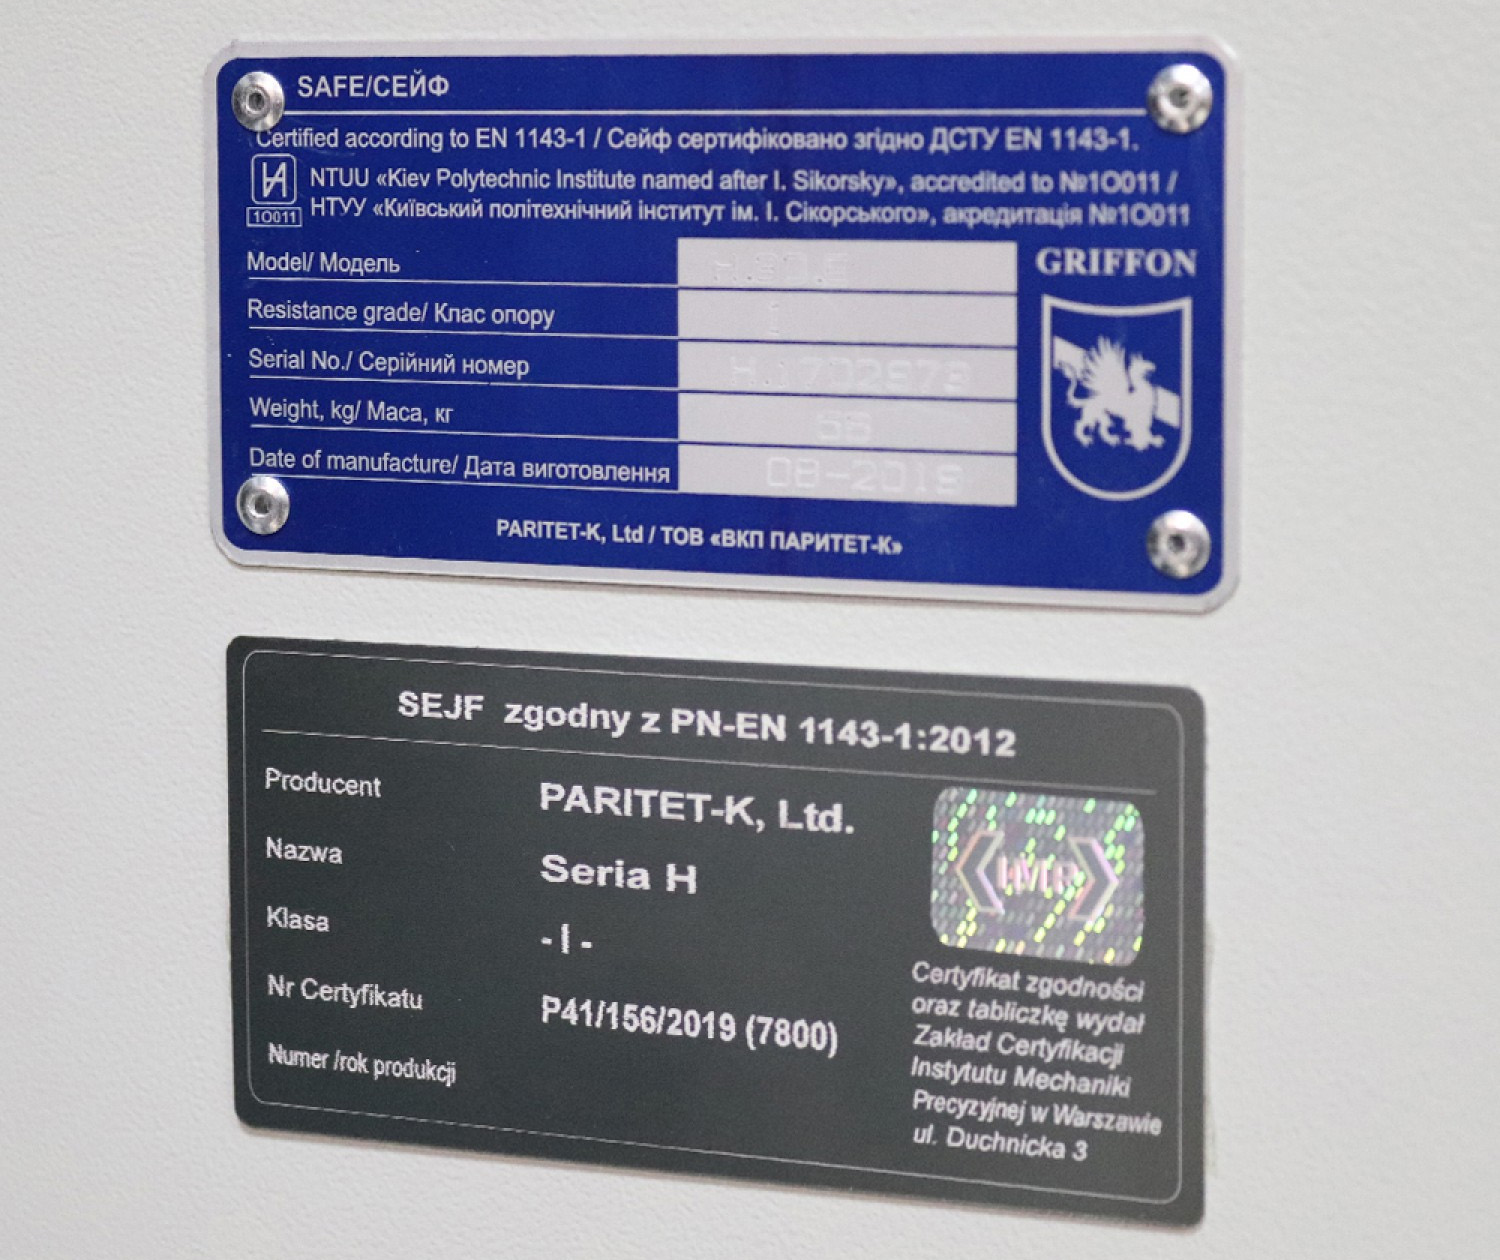 SAFE/СЕЙФ
Certified according to EN 1143-1 / Сейф сертифіковано згідно ДСТУ EN 1143-1.
NTUU «Kiev Polytechnic Institute named after I. Sikorsky», accredited to №1O011 /
1O011 НТУУ «Київський політехнічний інститут ім. І. Сікорського», акредитація №1O011
Model/ Модель
GRIFFON
Resistance grade/ Клас опору
Serial No./ Серійний номер
Weight, kg/ Маса, кг
Date of manufacture/ Дата виготовлення 08-2019
PARITET-K, Ltd / ТОВ «ВКП ПАРИТЕТ-К»
SEJF zgodny z PN-EN 1143-1:2012
Producent PARITET-K, Ltd.
Nazwa Seria H
Klasa - I -
Nr Certyfikatu P41/156/2019 (7800)
Numer /rok produkcji
IMP
Certyfikat zgodności
oraz tabliczkę wydał
Zakład Certyfikacji
Instytutu Mechaniki
Precyzyjnej w Warszawie
ul. Duchnicka 3